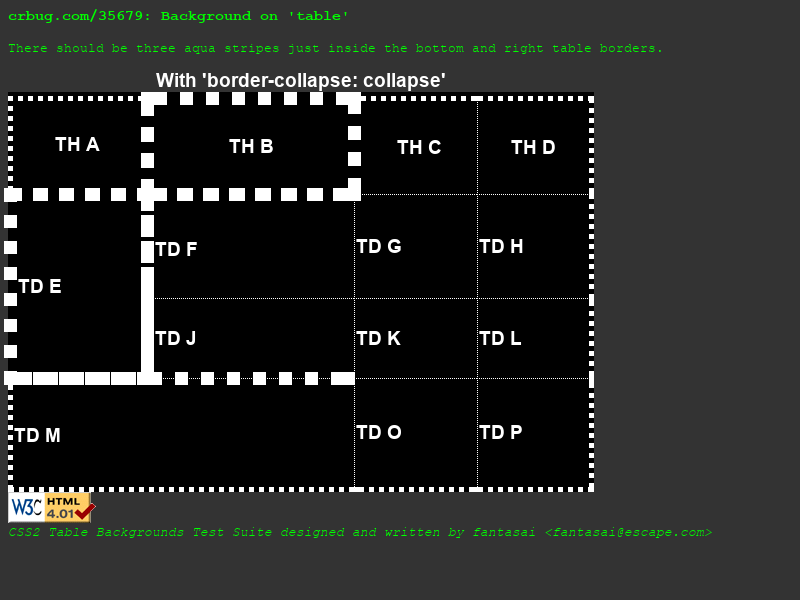 crbug.com/35679: Background on 'table'
There should be three aqua stripes just inside the bottom and right table borders.
With 'border-collapse: collapse'
TH A
TH B
TH C
TH D
TD E
TD F
TD G
TD H
TD J
TD K
TD L
TD M
TD O
TD P
W3C HTML 4.01
CSS2 Table Backgrounds Test Suite designed and written by fantasai <fantasai@escape.com>